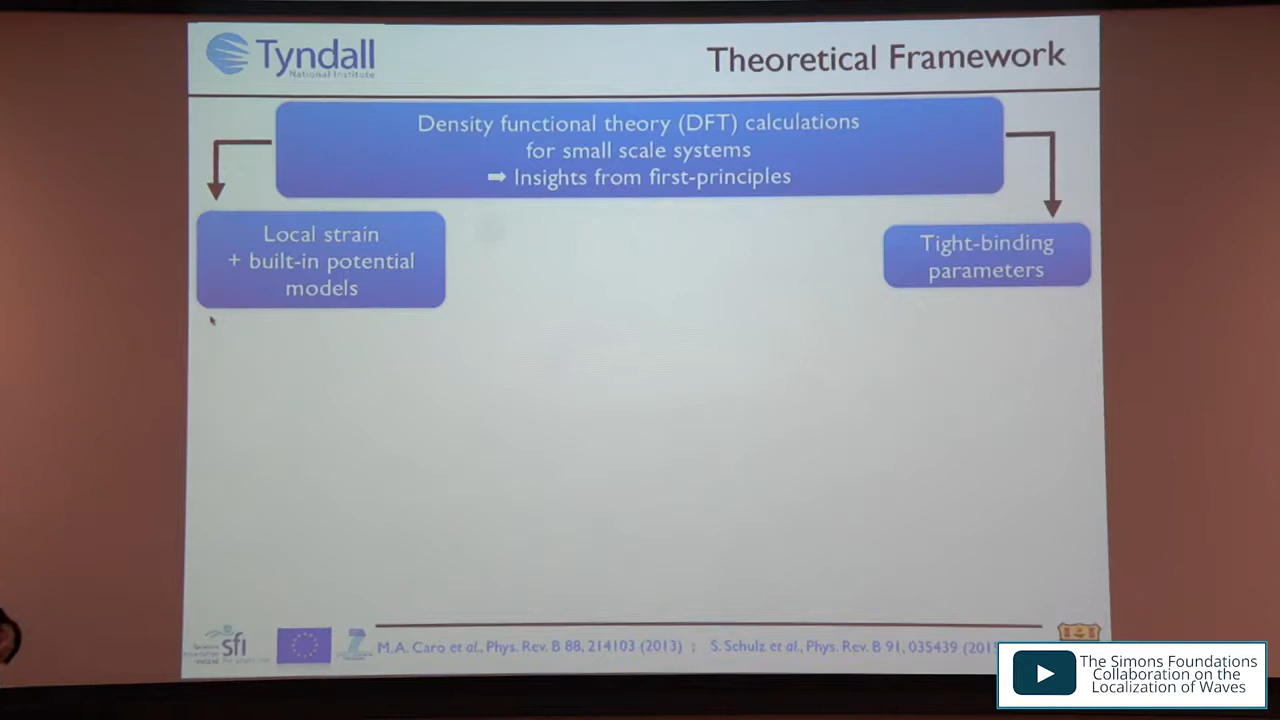 Tyndall
National Institute
Theoretical Framework
Density functional theory (DFT) calculations
for small scale systems
➡ Insights from first-principles
Local strain
+ built-in potential
models
Tight-binding
parameters
sfi
M.A. Caro et al., Phys. Rev. B 88, 214103 (2013) ; S. Schulz et al., Phys. Rev. B 91, 035439 (201
The Simons Foundations
Collaboration on the
Localization of Waves